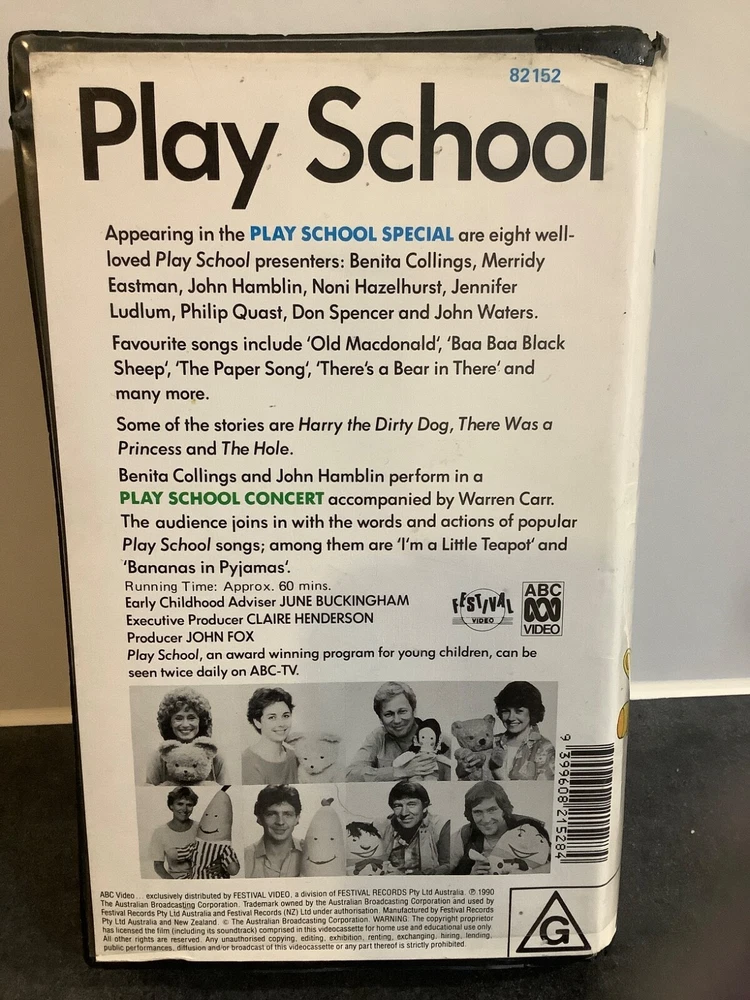 82152
Play School
Appearing in the PLAY SCHOOL SPECIAL are eight well-
loved Play School presenters: Benita Collings, Merridy
Eastman, John Hamblin, Noni Hazelhurst, Jennifer
Ludlum, Philip Quast, Don Spencer and John Waters.
Favourite songs include 'Old Macdonald', 'Baa Baa Black
Sheep', 'The Paper Song', 'There's a Bear in There' and
many more.
Some of the stories are Harry the Dirty Dog, There Was a
Princess and The Hole.
Benita Collings and John Hamblin perform in a
PLAY SCHOOL CONCERT accompanied by Warren Carr.
The audience joins in with the words and actions of popular
Play School songs; among them are 'I'm a Little Teapot' and
'Bananas in Pyjamas'.
Running Time: Approx. 60 mins.
Early Childhood Adviser JUNE BUCKINGHAM
Executive Producer CLAIRE HENDERSON
Producer JOHN FOX
FESTIVAL
VIDEO
ABC
VIDEO
Play School, an award winning program for young children, can be
seen twice daily on ABC-TV.
9 399608 215284
ABC Video... exclusively distributed by FESTIVAL VIDEO, a division of FESTIVAL RECORDS Pty Ltd Australia. ℗ 1990
The Australian Broadcasting Corporation. Trademark owned by the Australian Broadcasting Corporation and used by
Festival Records Pty Ltd Australia and Festival Records (NZ) Ltd under authorisation. Manufactured by Festival Records
Pty Ltd Australia and New Zealand. © The Australian Broadcasting Corporation. WARNING: The copyright proprietor
has licensed the film (including its soundtrack) comprised in this videocassette for home use and educational use only.
All other rights are reserved. Any unauthorised copying, editing, exhibition, renting, exchanging, hiring, lending,
public performances, diffusion and/or broadcast of this videocassette or any part thereof is strictly prohibited.
G